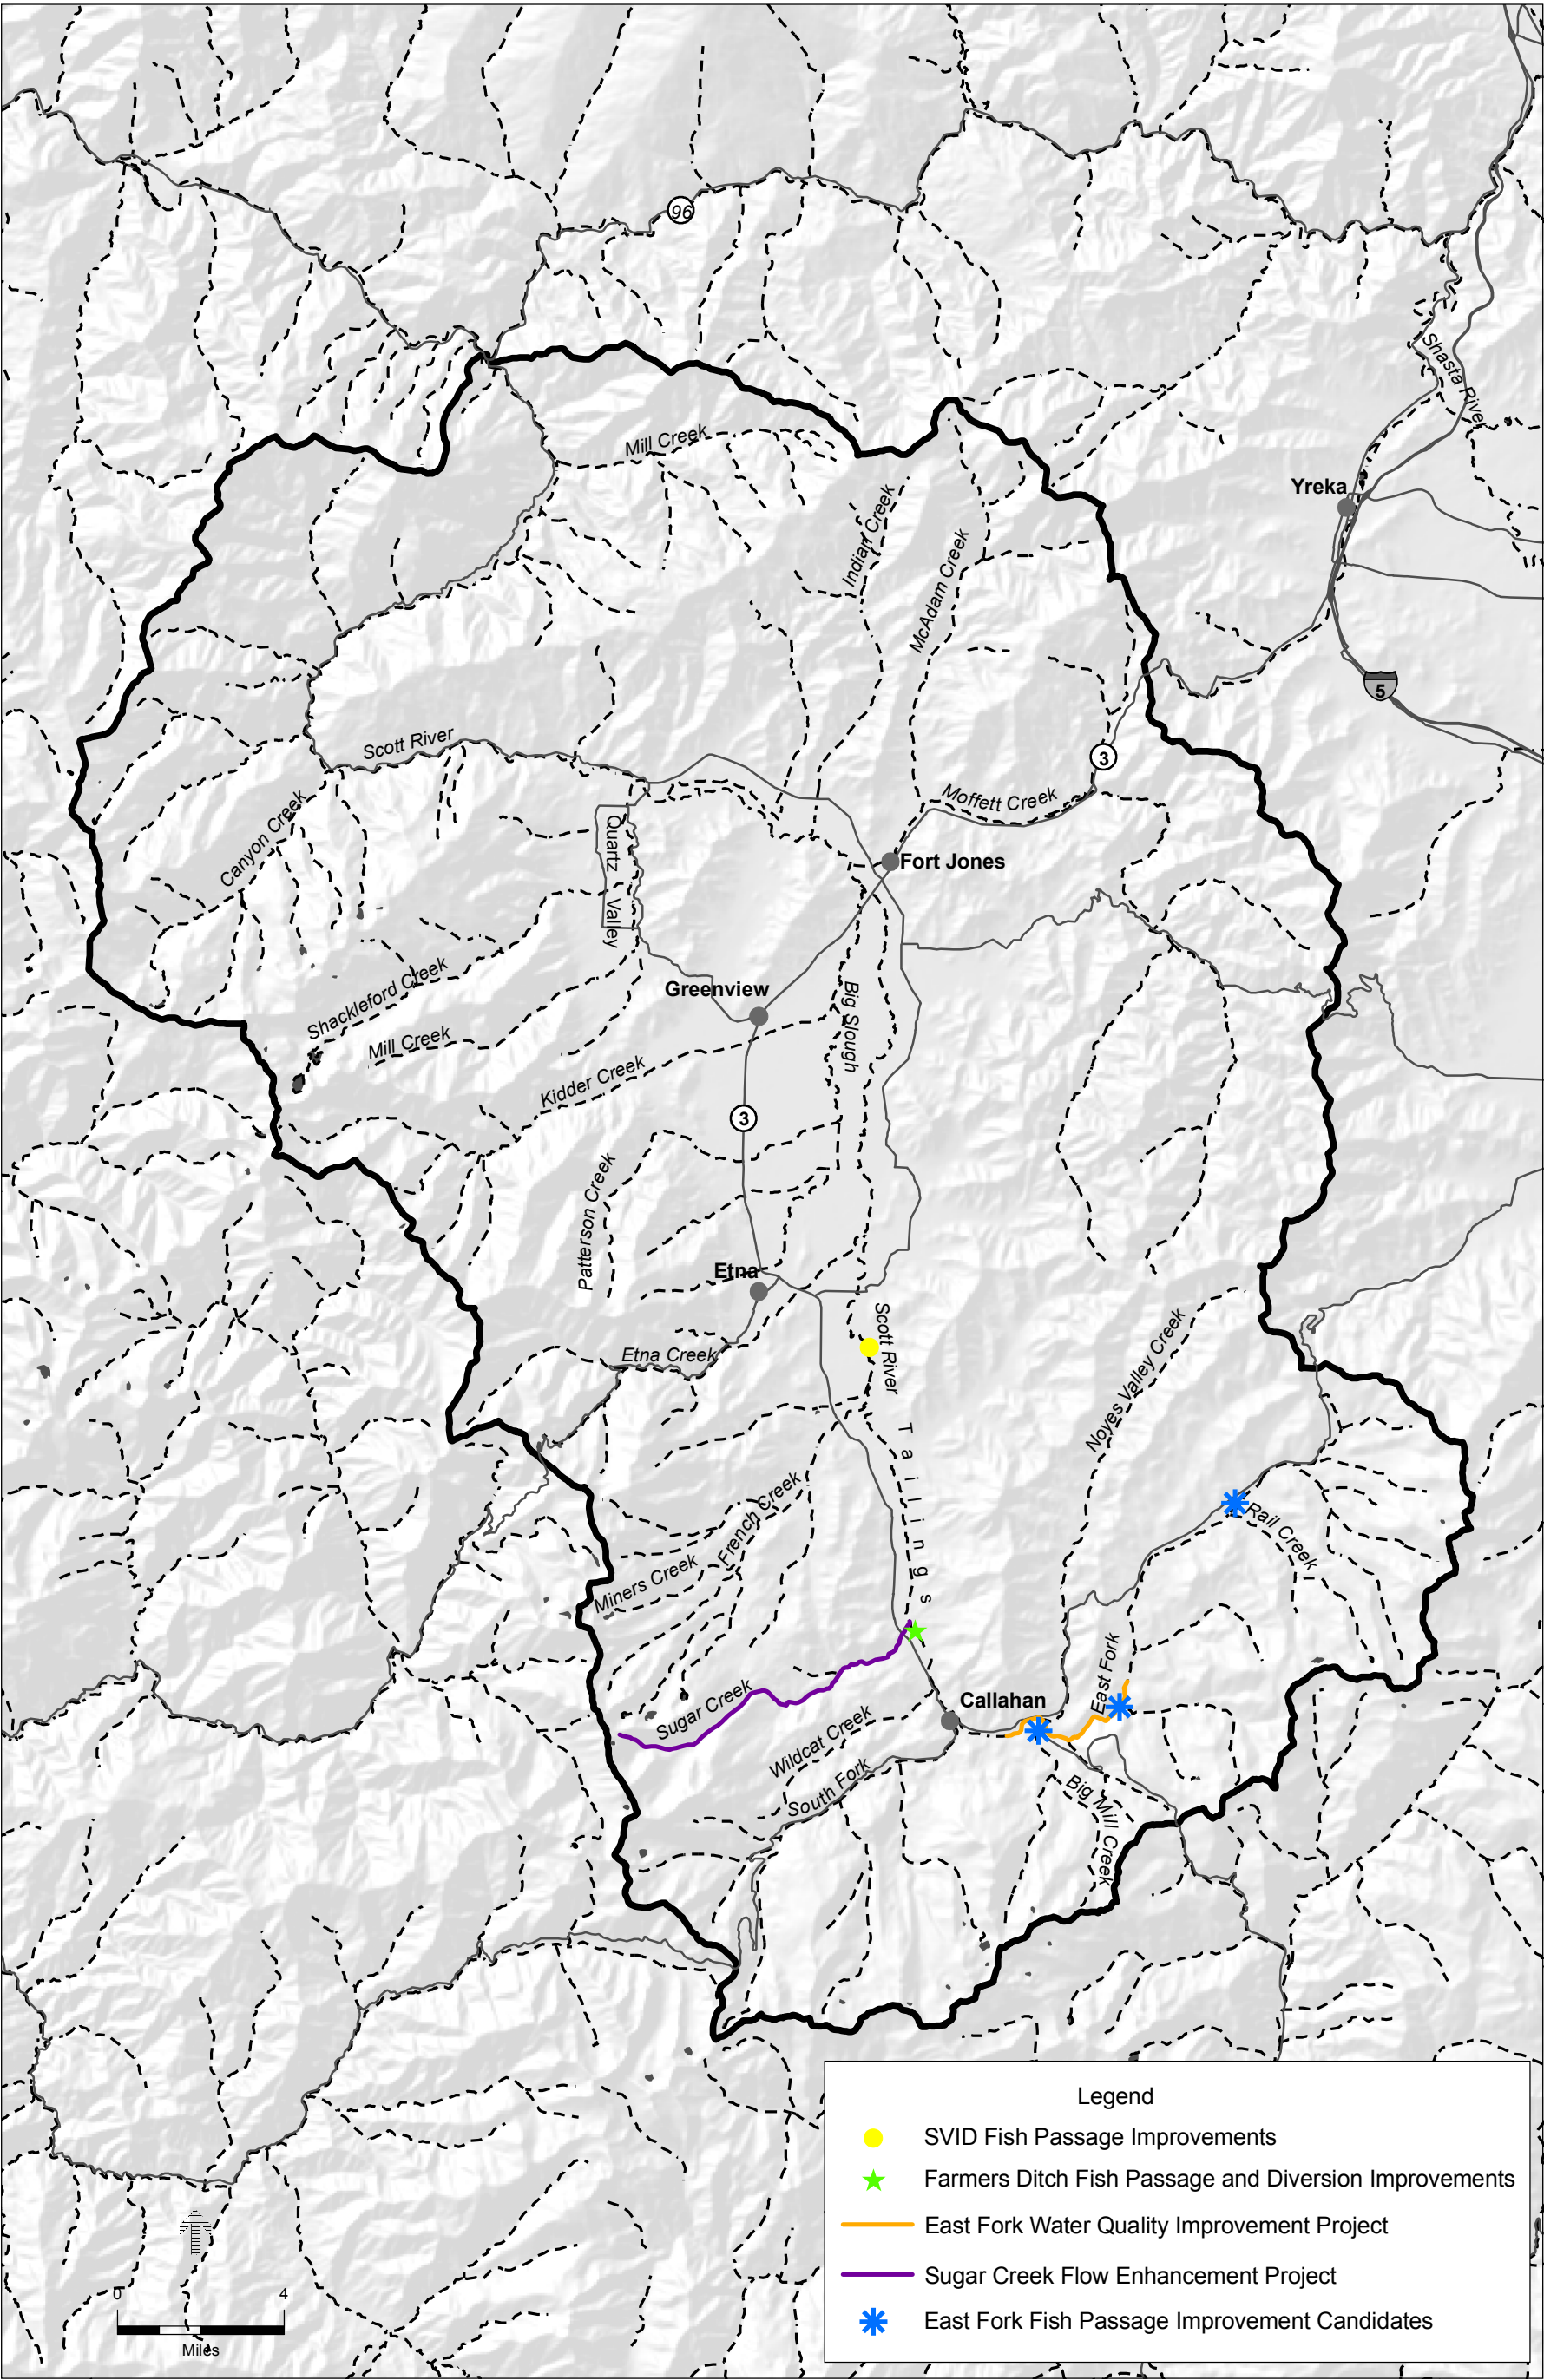 96
Shasta River
Mill Creek
Yreka
Indian Creek
McAdam Creek
5
Scott River
3
Moffett Creek
Canyon Creek
Quartz Valley
Fort Jones
Shackleford Creek
Greenview
Big Slough
Mill Creek
Kidder Creek
3
Patterson Creek
Etna
Scott River
Noyes Valley Creek
Etna Creek
Tailings
French Creek
Rail Creek
Miners Creek
East Fork
Sugar Creek
Callahan
Wildcat Creek
South Fork
Big Mill Creek
Legend
SVID Fish Passage Improvements
Farmers Ditch Fish Passage and Diversion Improvements
East Fork Water Quality Improvement Project
Sugar Creek Flow Enhancement Project
East Fork Fish Passage Improvement Candidates
0 4
Miles